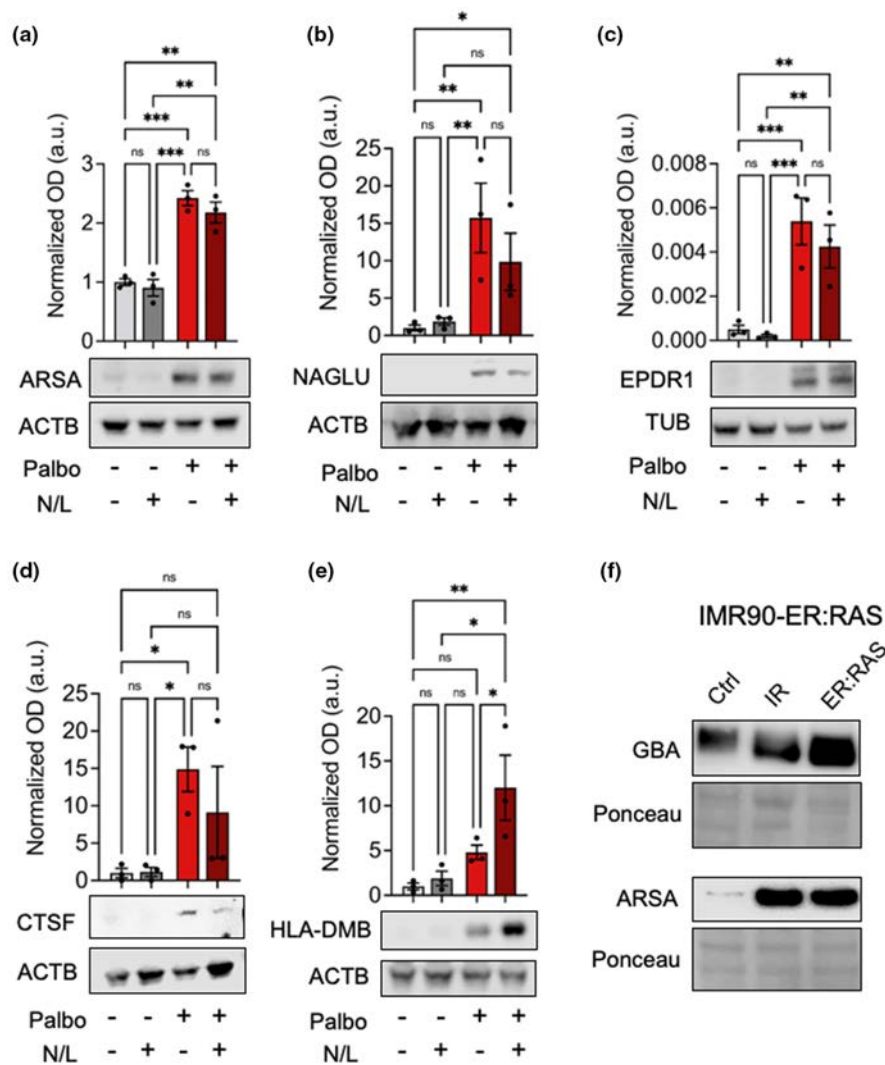 (a)
**
**
***
ns
***
ns
Normalized OD (a.u.)
3
2
1
0
ARSA
ACTB
Palbo - - + +
N/L - + - +
(b)
*
ns
**
ns
**
ns
Normalized OD (a.u.)
25
20
15
10
5
0
NAGLU
ACTB
Palbo - - + +
N/L - + - +
(c)
**
**
***
ns
***
ns
Normalized OD (a.u.)
0.008
0.006
0.004
0.002
0.000
EPDR1
TUB
Palbo - - + +
N/L - + - +
(d)
ns
ns
*
ns
*
ns
Normalized OD (a.u.)
25
20
15
10
5
0
CTSF
ACTB
Palbo - - + +
N/L - + - +
(e)
**
*
ns
ns
ns
*
Normalized OD (a.u.)
20
15
10
5
0
HLA-DMB
ACTB
Palbo - - + +
N/L - + - +
(f)
IMR90-ER:RAS
Ctrl IR ER:RAS
GBA
Ponceau
ARSA
Ponceau